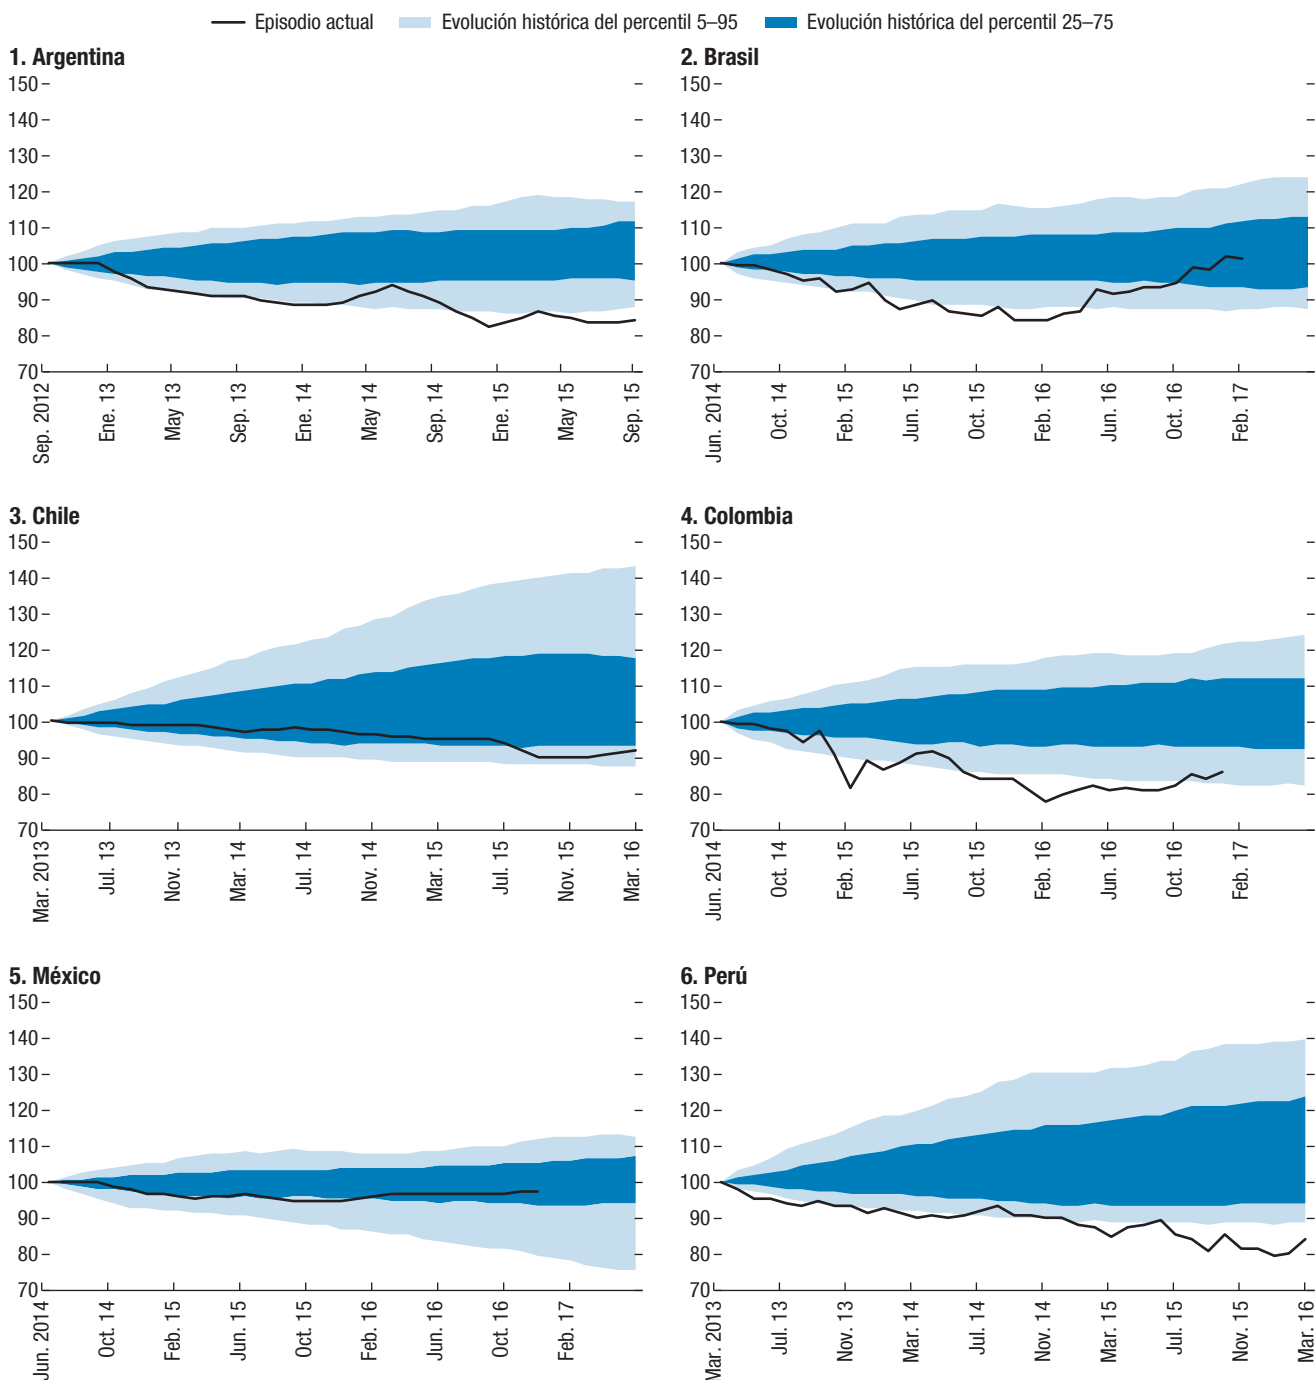 Episodio actual Evolución histórica del percentil 5–95 Evolución histórica del percentil 25–75
1. Argentina
150
140
130
120
110
100
90
80
70
Sep. 2012
Ene. 13
May 13
Sep. 13
Ene. 14
May 14
Sep. 14
Ene. 15
May 15
Sep. 15
2. Brasil
150
140
130
120
110
100
90
80
70
Jun. 2014
Oct. 14
Feb. 15
Jun. 15
Oct. 15
Feb. 16
Jun. 16
Oct. 16
Feb. 17
3. Chile
150
140
130
120
110
100
90
80
70
Mar. 2013
Jul. 13
Nov. 13
Mar. 14
Jul. 14
Nov. 14
Mar. 15
Jul. 15
Nov. 15
Mar. 16
4. Colombia
150
140
130
120
110
100
90
80
70
Jun. 2014
Oct. 14
Feb. 15
Jun. 15
Oct. 15
Feb. 16
Jun. 16
Oct. 16
Feb. 17
5. México
150
140
130
120
110
100
90
80
70
Jun. 2014
Oct. 14
Feb. 15
Jun. 15
Oct. 15
Feb. 16
Jun. 16
Oct. 16
Feb. 17
6. Perú
150
140
130
120
110
100
90
80
70
Mar. 2013
Jul. 13
Nov. 13
Mar. 14
Jul. 14
Nov. 14
Mar. 15
Jul. 15
Nov. 15
Mar. 16